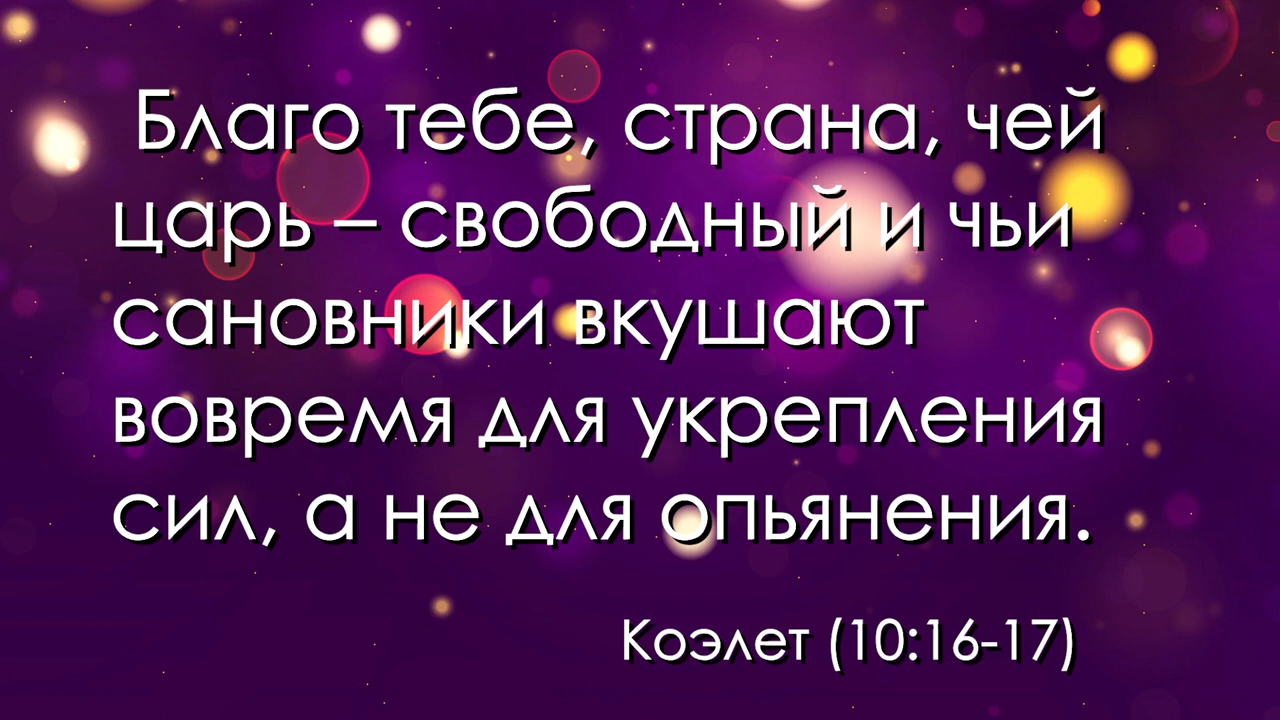 Благо тебе, страна, чей
царь – свободный и чьи
сановники вкушают
вовремя для укрепления
сил, а не для опьянения.
Коэлет (10:16-17)